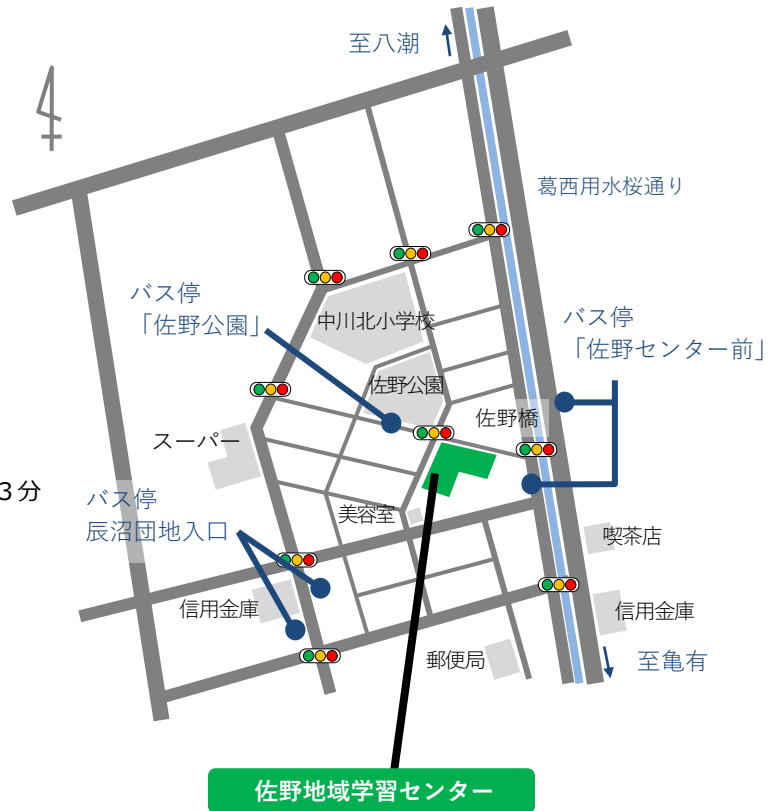 至八潮
葛西用水桜通り
バス停
「佐野公園」
中川北小学校
バス停
「佐野センター前」
佐野公園
佐野橋
スーパー
3分
バス停
辰沼団地入口
美容室
喫茶店
信用金庫
信用金庫
郵便局
至亀有
佐野地域学習センター